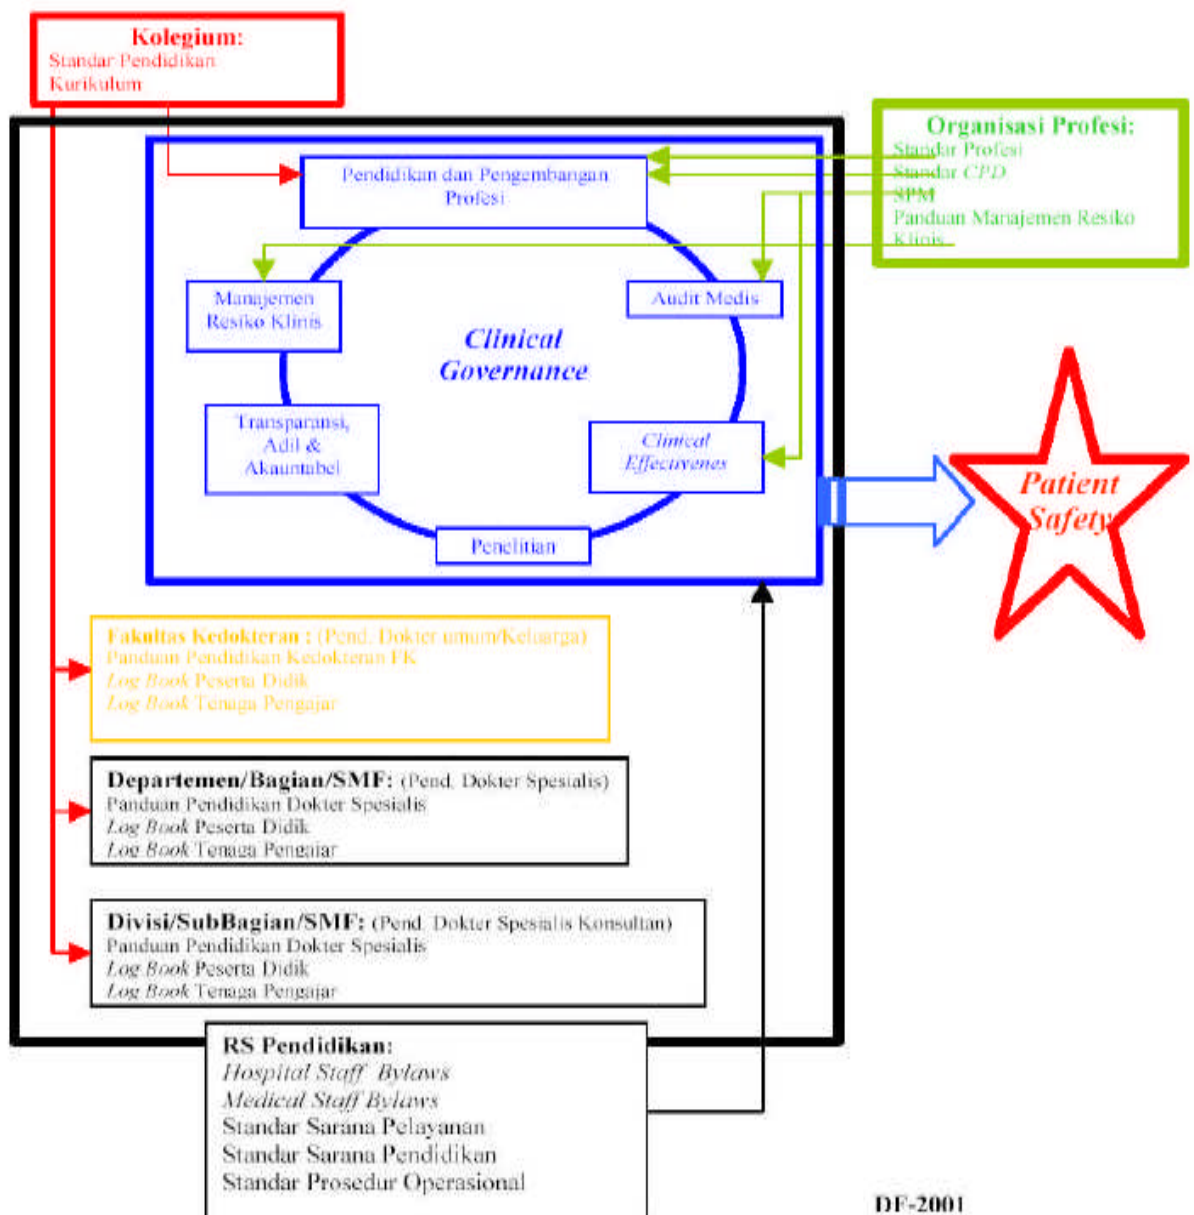 Kolegium:
Standar Pendidikan
Kurikulum
Organisasi Profesi:
Standar Profesi
Standar CPD
SPM
Panduan Manajemen Resiko
Klinis
Pendidikan dan Pengembangan
Profesi
Manajemen
Resiko Klinis
Audit Medis
Clinical
Governance
Transparansi,
Adil &
Akauntabel
Clinical
Effectivenes
Penelitian
Patient
Safety
Fakultas Kedokteran : (Pend. Dokter umum/Keluarga)
Panduan Pendidikan Kedokteran FK
Log Book Peserta Didik
Log Book Tenaga Pengajar
Departemen/Bagian/SMF: (Pend. Dokter Spesialis)
Panduan Pendidikan Dokter Spesialis
Log Book Peserta Didik
Log Book Tenaga Pengajar
Divisi/SubBagian/SMF: (Pend. Dokter Spesialis Konsultan)
Panduan Pendidikan Dokter Spesialis
Log Book Peserta Didik
Log Book Tenaga Pengajar
RS Pendidikan:
Hospital Staff Bylaws
Medical Staff Bylaws
Standar Sarana Pelayanan
Standar Sarana Pendidikan
Standar Prosedur Operasional
DF-2001